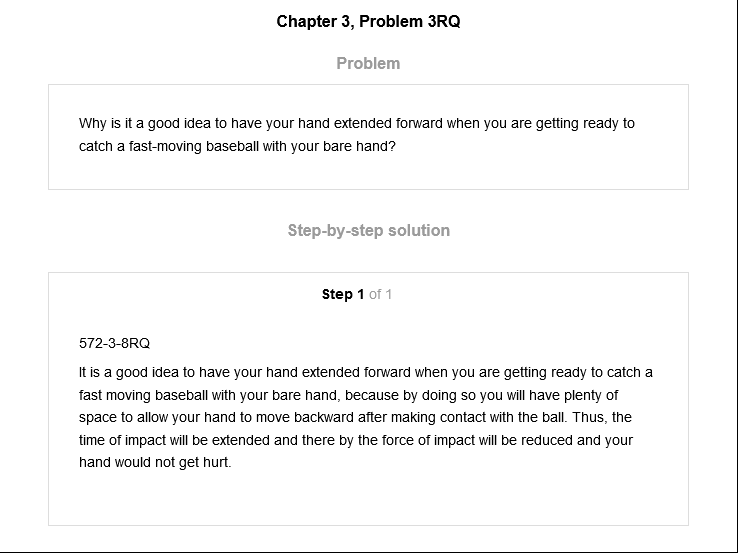 Chapter 3, Problem 3RQ
Problem
Why is it a good idea to have your hand extended forward when you are getting ready to
catch a fast-moving baseball with your bare hand?
Step-by-step solution
Step 1 of 1
572-3-8RQ
It is a good idea to have your hand extended forward when you are getting ready to catch a
fast moving baseball with your bare hand, because by doing so you will have plenty of
space to allow your hand to move backward after making contact with the ball. Thus, the
time of impact will be extended and there by the force of impact will be reduced and your
hand would not get hurt.